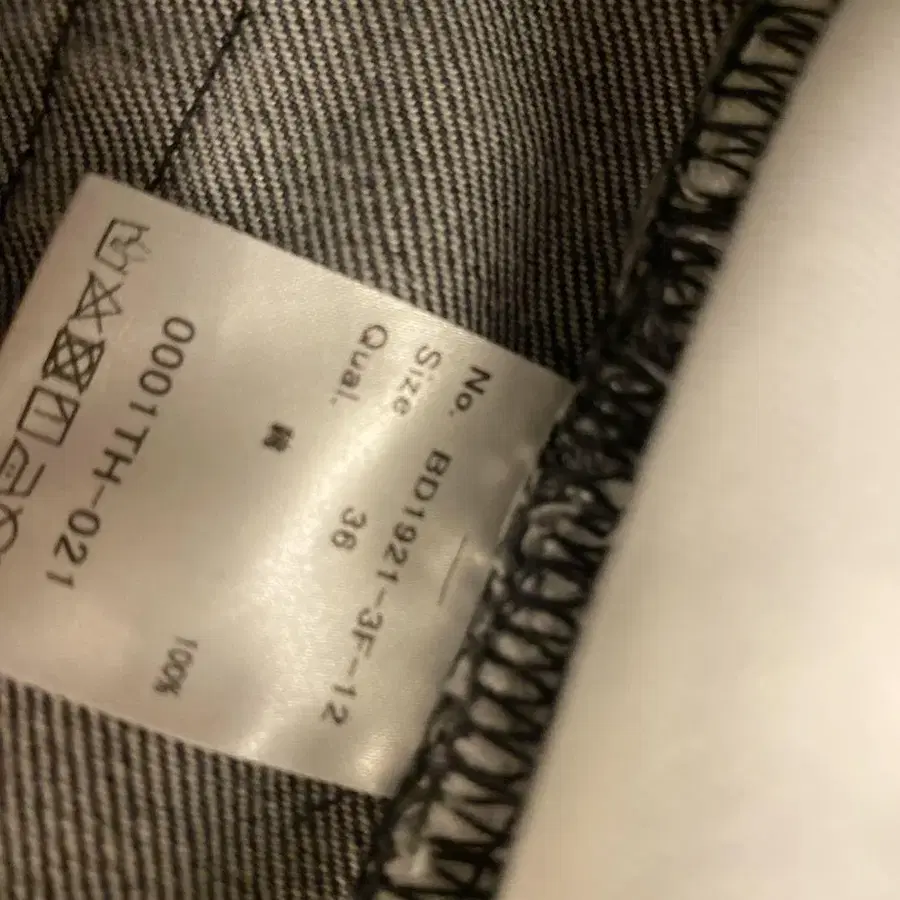 No. BD1921-3F-12
Size 36
Qual.
綿 100%
0001TH-021